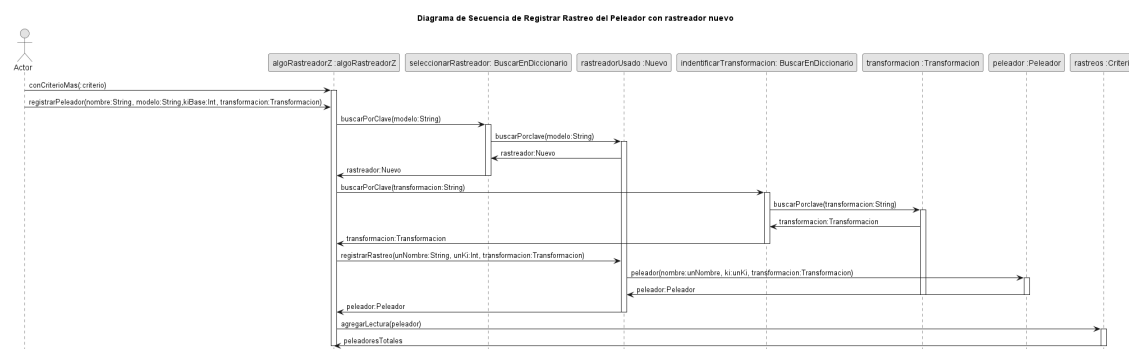 Diagrama de Secuencia de Registrar Rastreo del Peleador con rastreador nuevo
Actor
algoRastreadorZ :algoRastreadorZ
seleccionarRastreador: BuscarEnDiccionario
rastreadorUsado :Nuevo
indentificarTransformacion: BuscarEnDiccionario
transformacion :Transformacion
peleador :Peleador
rastreos :Criteri
conCriterioMas(:criterio)
registrarPeleador(nombre:String, modelo:String,kiBase:Int, transformacion:Transformacion)
buscarPorClave(modelo:String)
buscarPorclave(modelo:String)
rastreador:Nuevo
rastreador:Nuevo
buscarPorClave(transformacion:String)
buscarPorclave(transformacion:String)
transformacion:Transformacion
transformacion:Transformacion
registrarRastreo(unNombre:String, unKi:Int, transformacion:Transformacion)
peleador(nombre:unNombre, ki:unKi, transformacion:Transformacion)
peleador:Peleador
peleador:Peleador
agregarLectura(peleador)
peleadoresTotales